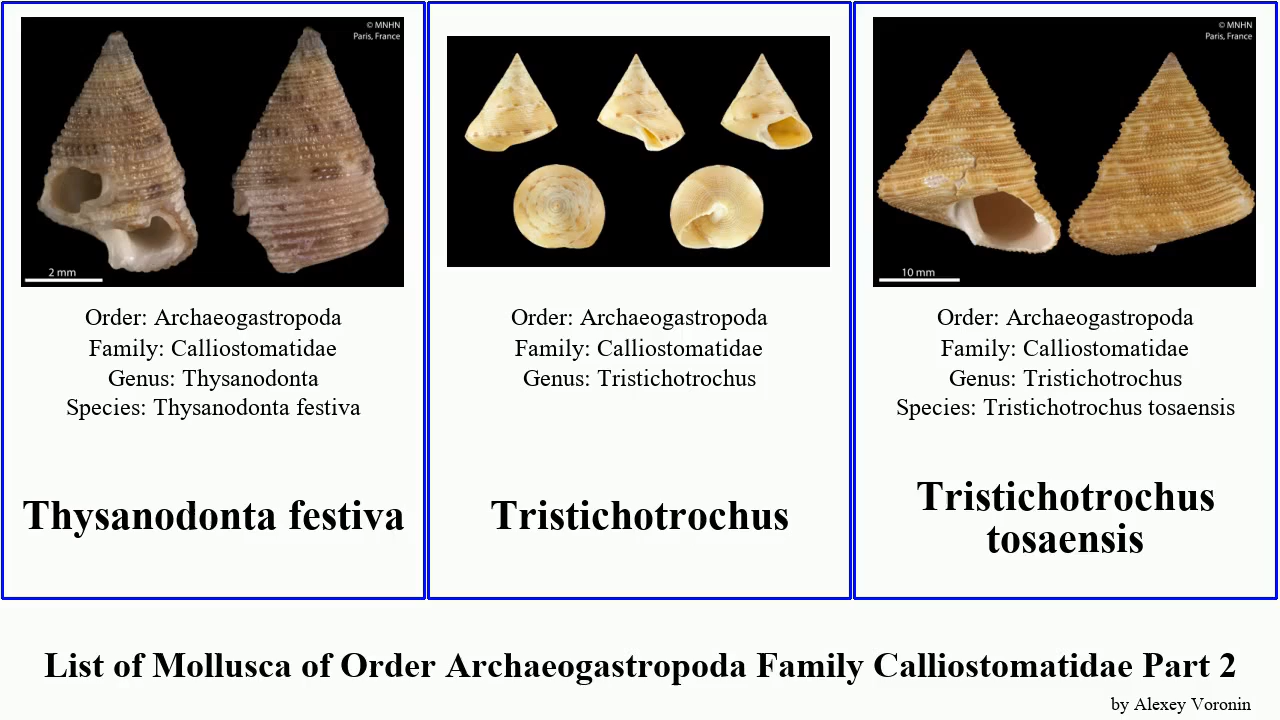 © MNHN
Paris, France
2 mm
Order: Archaeogastropoda
Family: Calliostomatidae
Genus: Thysanodonta
Species: Thysanodonta festiva
Thysanodonta festiva
Order: Archaeogastropoda
Family: Calliostomatidae
Genus: Tristichotrochus
Tristichotrochus
© MNHN
Paris, France
10 mm
Order: Archaeogastropoda
Family: Calliostomatidae
Genus: Tristichotrochus
Species: Tristichotrochus tosaensis
Tristichotrochus
tosaensis
List of Mollusca of Order Archaeogastropoda Family Calliostomatidae Part 2
by Alexey Voronin